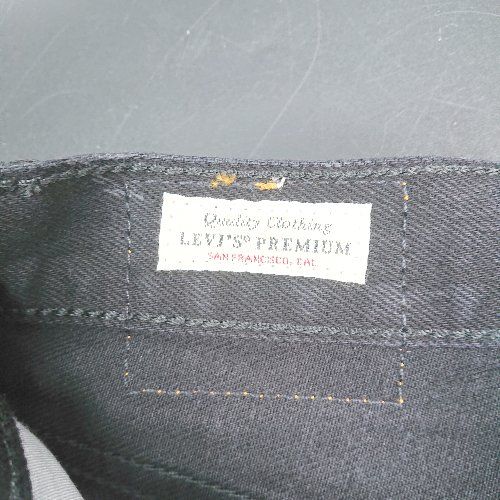 Quality Clothing
LEVI'S® PREMIUM
SAN FRANCISCO, CAL